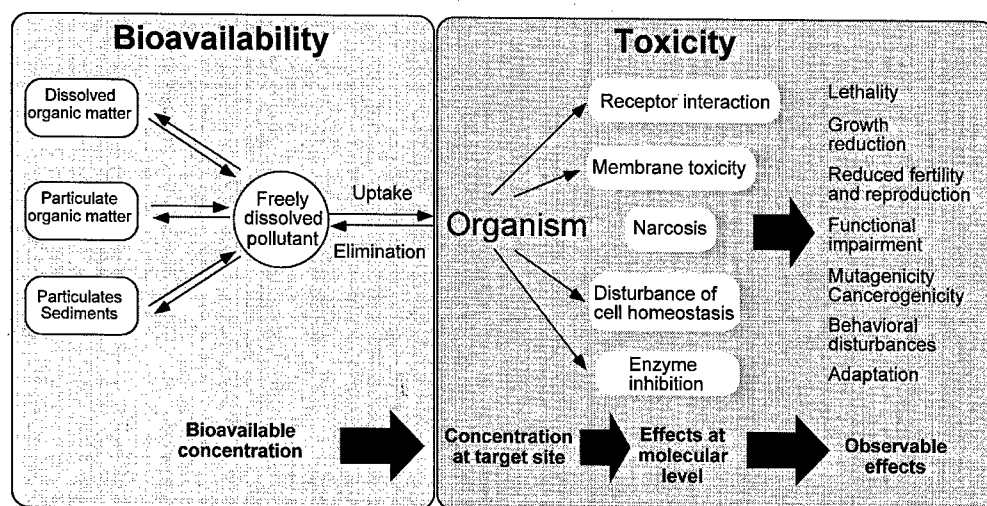 Bioavailability
Dissolved
organic matter
Particulate
organic matter
Particulates
Sediments
Freely
dissolved
pollutant
Uptake
Elimination
Bioavailable
concentration
Toxicity
Organism
Receptor interaction
Membrane toxicity
Narcosis
Disturbance of
cell homeostasis
Enzyme
inhibition
Lethality
Growth
reduction
Reduced fertility
and reproduction
Functional
impairment
Mutagenicity
Cancerogenicity
Behavioral
disturbances
Adaptation
Concentration
at target site
Effects at
molecular
level
Observable
effects